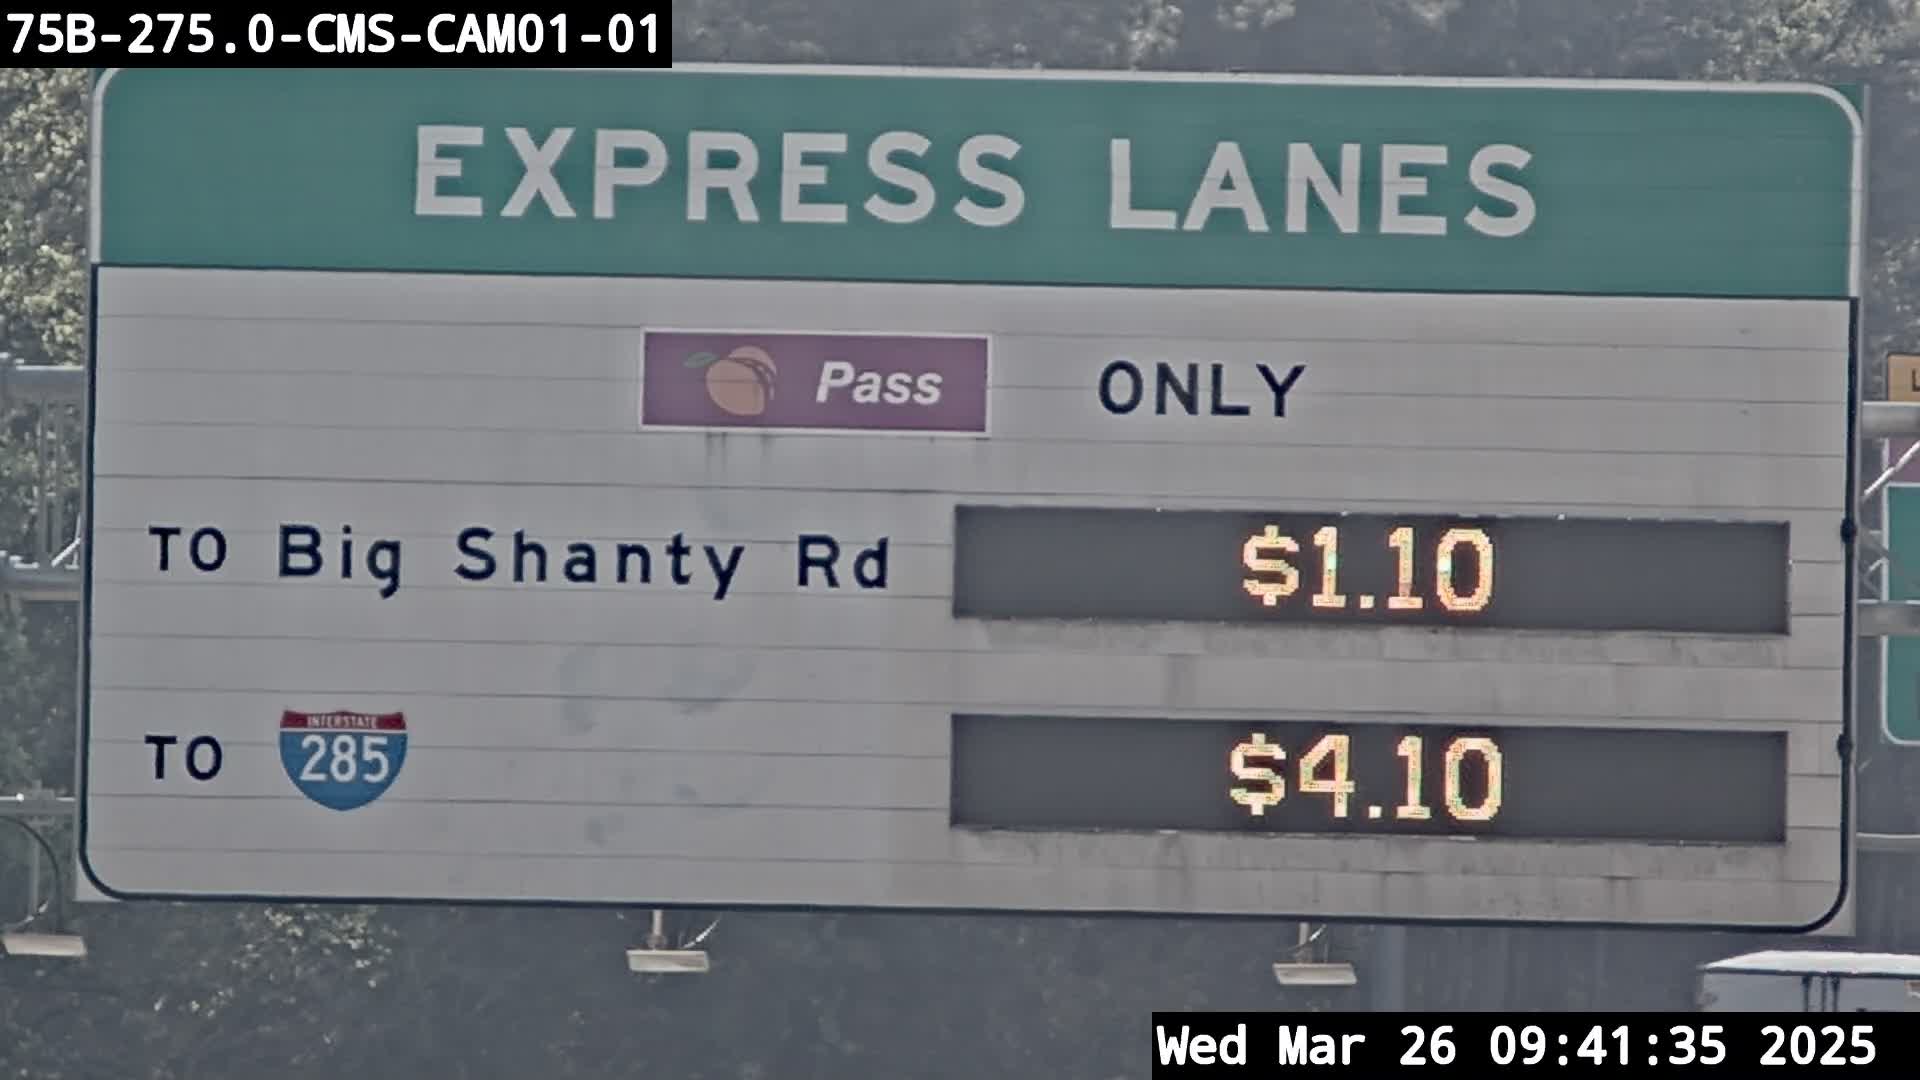 75B-275.0-CMS-CAM01-01
EXPRESS LANES
Pass ONLY
TO Big Shanty Rd $1.10
INTERSTATE
TO 285 $4.10
Wed Mar 26 09:41:35 2025